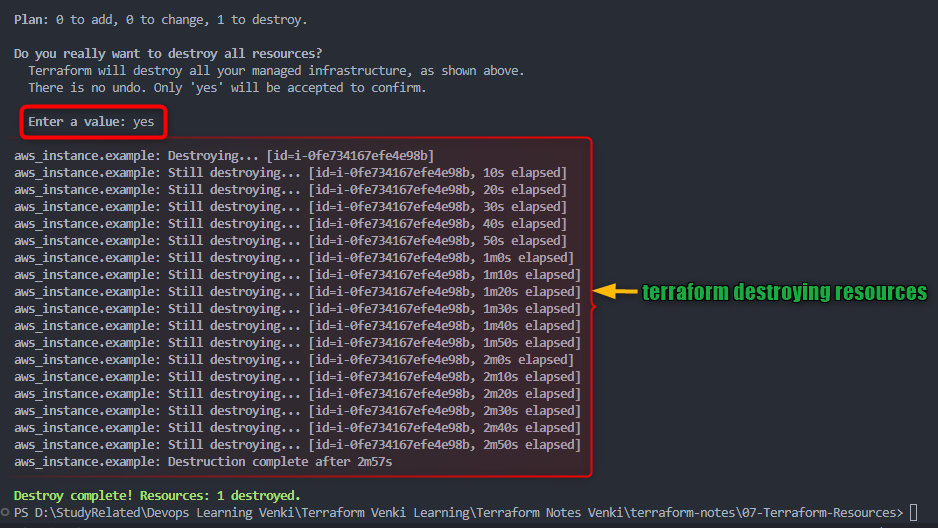 Plan: 0 to add, 0 to change, 1 to destroy.
Do you really want to destroy all resources?
Terraform will destroy all your managed infrastructure, as shown above.
There is no undo. Only 'yes' will be accepted to confirm.
Enter a value: yes
aws_instance.example: Destroying... [id=i-0fe734167efe4e98b]
aws_instance.example: Still destroying... [id=i-0fe734167efe4e98b, 10s elapsed]
aws_instance.example: Still destroying... [id=i-0fe734167efe4e98b, 20s elapsed]
aws_instance.example: Still destroying... [id=i-0fe734167efe4e98b, 30s elapsed]
aws_instance.example: Still destroying... [id=i-0fe734167efe4e98b, 40s elapsed]
aws_instance.example: Still destroying... [id=i-0fe734167efe4e98b, 50s elapsed]
aws_instance.example: Still destroying... [id=i-0fe734167efe4e98b, 1m0s elapsed]
aws_instance.example: Still destroying... [id=i-0fe734167efe4e98b, 1m10s elapsed]
aws_instance.example: Still destroying... [id=i-0fe734167efe4e98b, 1m20s elapsed]
terraform destroying resources
aws_instance.example: Still destroying... [id=i-0fe734167efe4e98b, 1m30s elapsed]
aws_instance.example: Still destroying... [id=i-0fe734167efe4e98b, 1m40s elapsed]
aws_instance.example: Still destroying... [id=i-0fe734167efe4e98b, 1m50s elapsed]
aws_instance.example: Still destroying... [id=i-0fe734167efe4e98b, 2m0s elapsed]
aws_instance.example: Still destroying... [id=i-0fe734167efe4e98b, 2m10s elapsed]
aws_instance.example: Still destroying... [id=i-0fe734167efe4e98b, 2m20s elapsed]
aws_instance.example: Still destroying... [id=i-0fe734167efe4e98b, 2m30s elapsed]
aws_instance.example: Still destroying... [id=i-0fe734167efe4e98b, 2m40s elapsed]
aws_instance.example: Still destroying... [id=i-0fe734167efe4e98b, 2m50s elapsed]
aws_instance.example: Destruction complete after 2m57s
Destroy complete! Resources: 1 destroyed.
PS D:\StudyRelated\Devops Learning Venki\Terraform Venki Learning\Terraform Notes Venki\terraform-notes\07-Terraform-Resources>